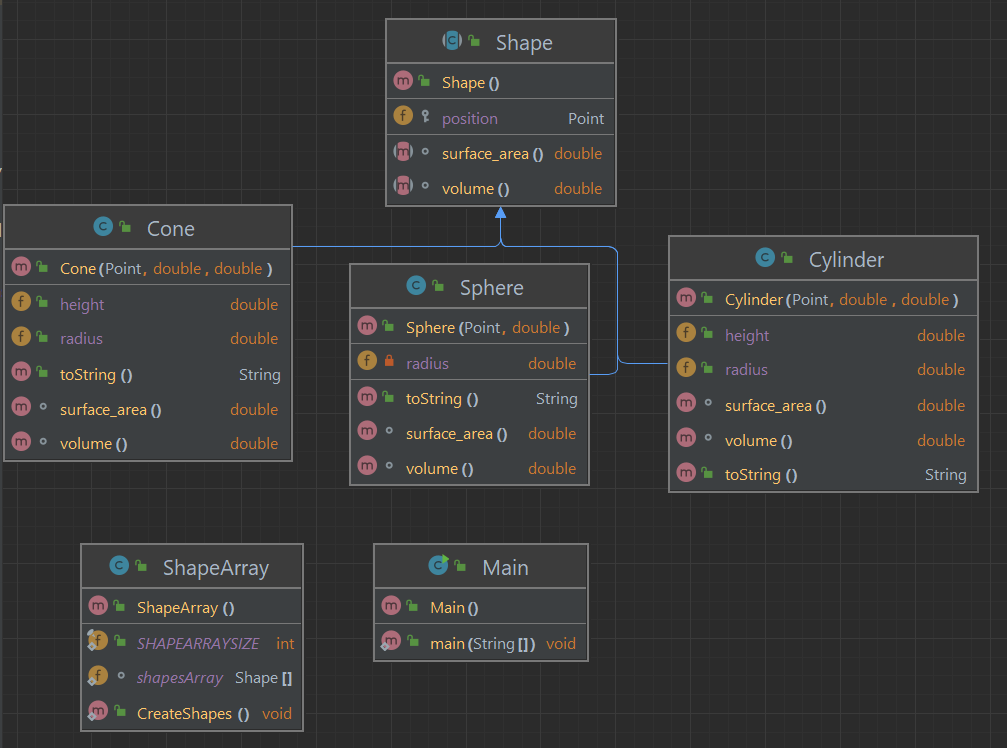 Shape
Shape ()
position Point
surface_area () double
volume () double
Cone
Cone (Point, double , double )
height double
radius double
toString () String
surface_area () double
volume () double
Sphere
Sphere (Point, double )
radius double
toString () String
surface_area () double
volume () double
Cylinder
Cylinder (Point, double , double )
height double
radius double
surface_area () double
volume () double
toString () String
ShapeArray
ShapeArray ()
SHAPEARRAYSIZE int
shapesArray Shape []
CreateShapes () void
Main
Main ()
main (String []) void